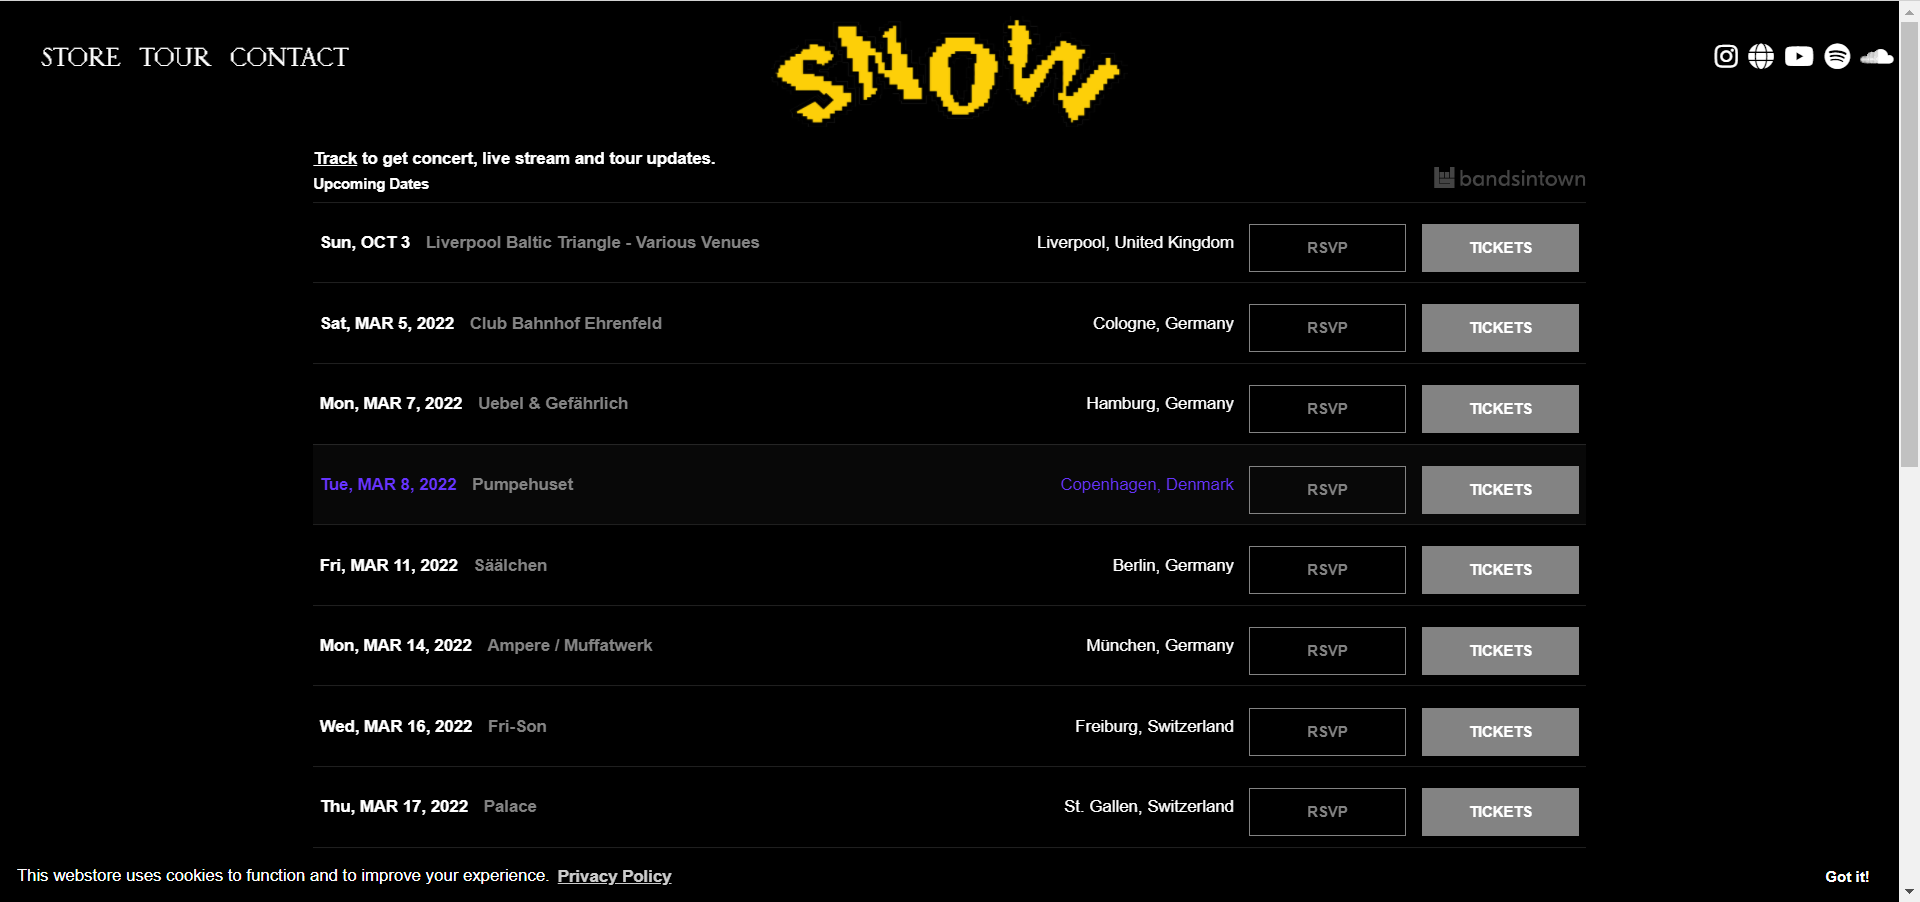 STORE TOUR CONTACT
SNOW
Track to get concert, live stream and tour updates.
Upcoming Dates
bandsintown
Sun, OCT 3 Liverpool Baltic Triangle - Various Venues Liverpool, United Kingdom RSVP TICKETS
Sat, MAR 5, 2022 Club Bahnhof Ehrenfeld Cologne, Germany RSVP TICKETS
Mon, MAR 7, 2022 Uebel & Gefährlich Hamburg, Germany RSVP TICKETS
Tue, MAR 8, 2022 Pumpehuset Copenhagen, Denmark RSVP TICKETS
Fri, MAR 11, 2022 Säälchen Berlin, Germany RSVP TICKETS
Mon, MAR 14, 2022 Ampere / Muffatwerk München, Germany RSVP TICKETS
Wed, MAR 16, 2022 Fri-Son Freiburg, Switzerland RSVP TICKETS
Thu, MAR 17, 2022 Palace St. Gallen, Switzerland RSVP TICKETS
This webstore uses cookies to function and to improve your experience. Privacy Policy Got it!